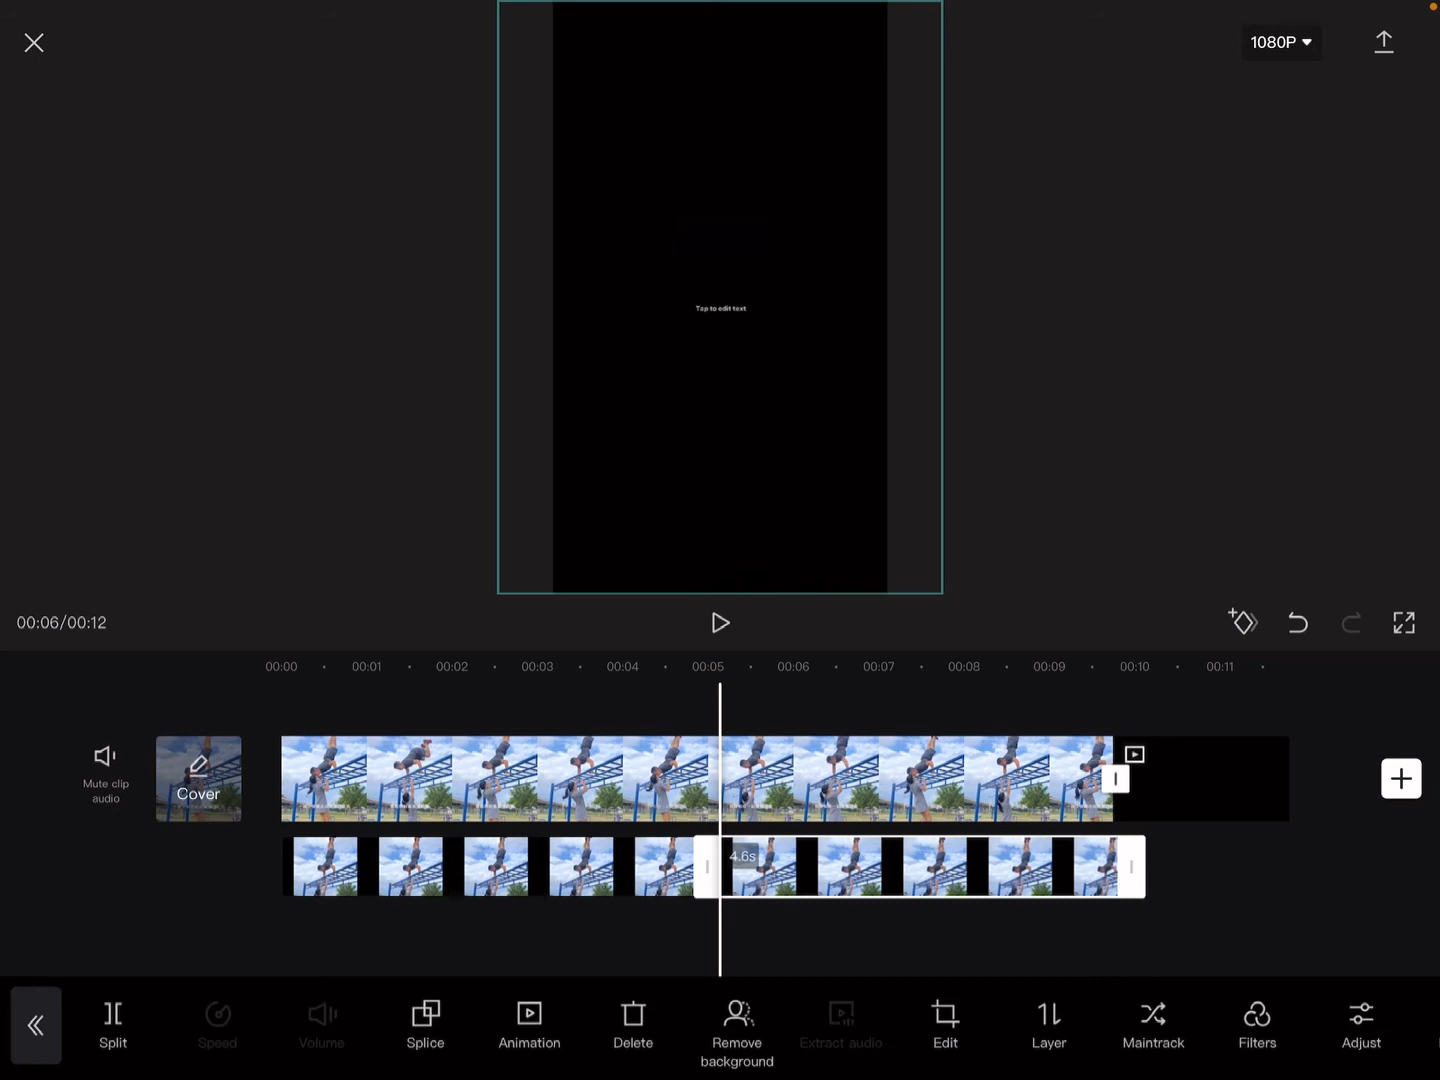 1080P
Tap to edit text
00:06/00:12
00:00 00:01 00:02 00:03 00:04 00:05 00:06 00:07 00:08 00:09 00:10 00:11
Mute clip
audio
Cover
4.6s
Split
Speed
Volume
Splice
Animation
Delete
Remove
background
Extract audio
Edit
Layer
Maintrack
Filters
Adjust